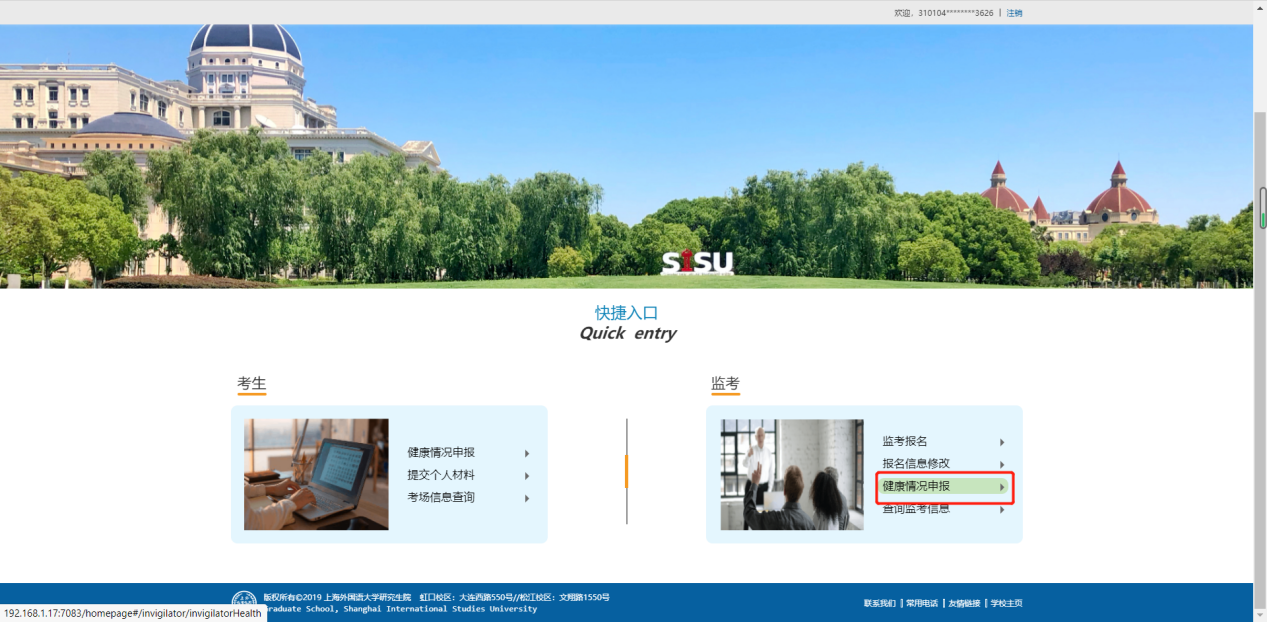 欢迎，310104********3626 | 注销
SISU
快捷入口
Quick entry
考生
监考
健康情况申报
提交个人材料
考场信息查询
监考报名
报名信息修改
健康情况申报
查询监考信息
版权所有©2019 上海外国语大学研究生院 虹口校区：大连西路550号//松江校区：文翔路1550号
raduate School, Shanghai International Studies University
联系我们 | 常用电话 | 友情链接 | 学校主页
192.168.1.17:7083/homepage#/invigilator/invigilatorHealth